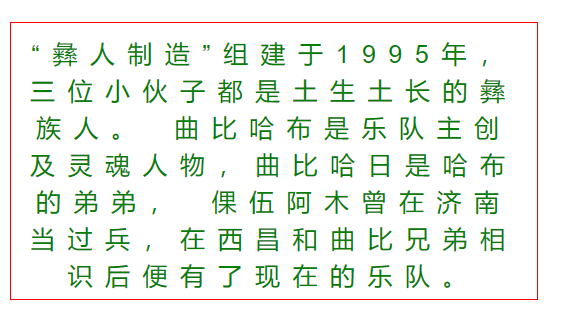 “彝人制造”组建于1995年,
三位小伙子都是土生土长的彝
族人。 曲比哈布是乐队主创
及灵魂人物, 曲比哈日是哈布
的弟弟, 倮伍阿木曾在济南
当过兵, 在西昌和曲比兄弟相
识后便有了现在的乐队。